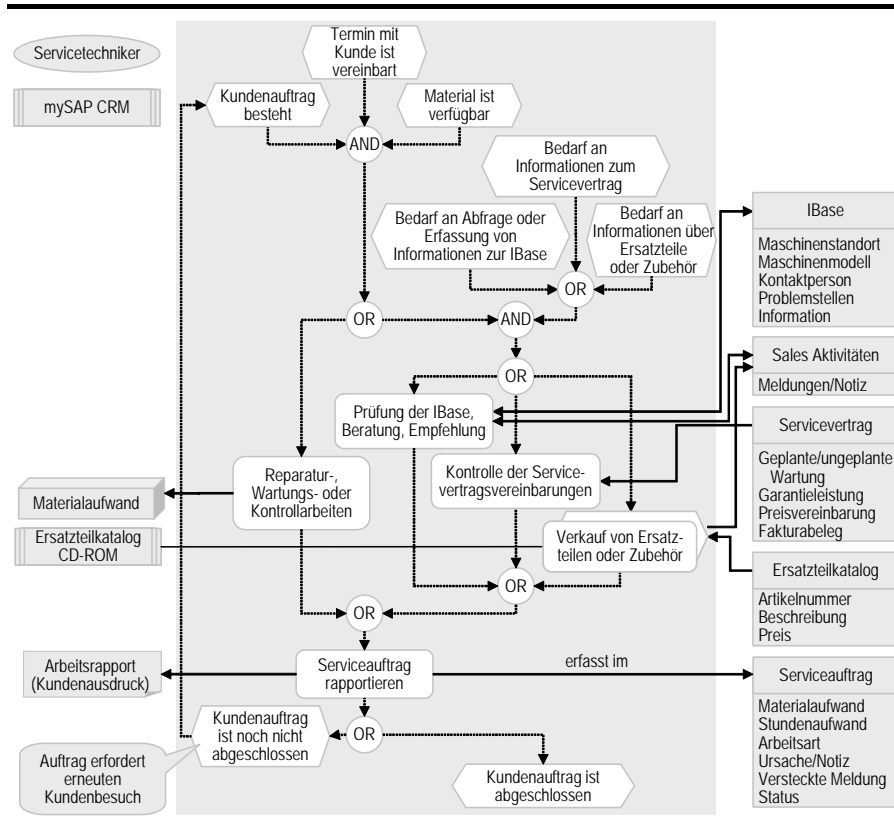 Servicetechniker
mySAP CRM
Termin mit
Kunde ist
vereinbart
Kundenauftrag
besteht
Material ist
verfügbar
AND
Bedarf an
Informationen zum
Servicevertrag
Bedarf an Abfrage oder
Erfassung von
Informationen zur IBase
Bedarf an
Informationen über
Ersatzteile
oder Zubehör
OR
OR
AND
OR
Prüfung der IBase,
Beratung, Empfehlung
Reparatur-,
Wartungs- oder
Kontrollarbeiten
Kontrolle der Service-
vertragsvereinbarungen
Verkauf von Ersatz-
teilen oder Zubehör
OR
OR
Serviceauftrag
rapportieren
erfasst im
OR
Kundenauftrag
ist noch nicht
abgeschlossen
Kundenauftrag ist
abgeschlossen
Materialaufwand
Ersatzteilkatalog
CD-ROM
Arbeitsrapport
(Kundenausdruck)
Auftrag erfordert
erneuten
Kundenbesuch
IBase
Maschinenstandort
Maschinenmodell
Kontaktperson
Problemstellen
Information
Sales Aktivitäten
Meldungen/Notiz
Servicevertrag
Geplante/ungeplante
Wartung
Garantieleistung
Preisvereinbarung
Fakturabeleg
Ersatzteilkatalog
Artikelnummer
Beschreibung
Preis
Serviceauftrag
Materialaufwand
Stundenaufwand
Arbeitsart
Ursache/Notiz
Versteckte Meldung
Status